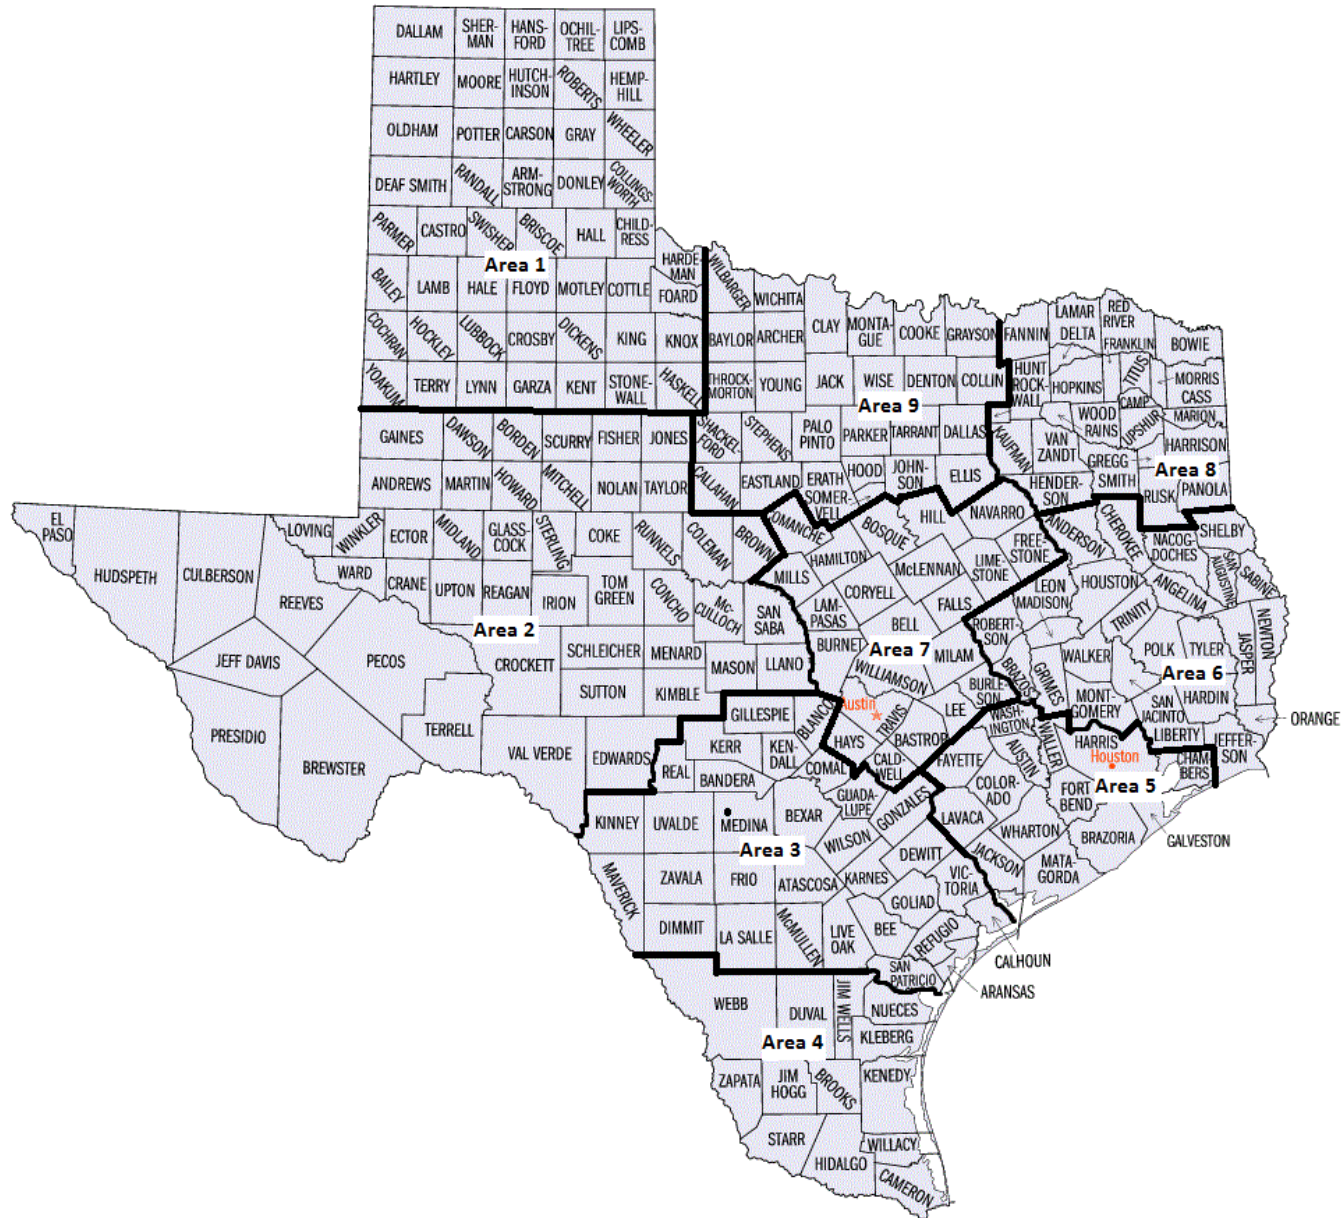 DALLAM
SHER-
MAN
HANS-
FORD
OCHIL-
TREE
LIPS-
COMB
HARTLEY
MOORE
HUTCH-
INSON
ROBERTS
HEMP-
HILL
OLDHAM
POTTER
CARSON
GRAY
WHEELER
DEAF SMITH
RANDALL
ARM-
STRONG
DONLEY
COLLINGS-
WORTH
PARMER
CASTRO
SWISHER
BRISCOE
HALL
CHILD-
RESS
Area 1
HARDE-
MAN
BAILEY
LAMB
HALE
FLOYD
MOTLEY
COTTLE
FOARD
WILBARGER
WICHITA
COCHRAN
HOCKLEY
LUBBOCK
CROSBY
DICKENS
KING
KNOX
BAYLOR
ARCHER
CLAY
MONTA-
GUE
COOKE
GRAYSON
FANNIN
LAMAR
DELTA
RED
RIVER
FRANKLIN
BOWIE
YOAKUM
TERRY
LYNN
GARZA
KENT
STONE-
WALL
HASKELL
THROCK-
MORTON
YOUNG
JACK
WISE
DENTON
COLLIN
HUNT
ROCK-
WALL
HOPKINS
TITUS
CAMP
MORRIS
CASS
MARION
Area 9
GAINES
DAWSON
BORDEN
SCURRY
FISHER
JONES
SHACKEL-
FORD
STEPHENS
PALO
PINTO
PARKER
TARRANT
DALLAS
KAUFMAN
VAN
ZANDT
WOOD
RAINS
UPSHUR
HARRISON
GREGG
SMITH
Area 8
ANDREWS
MARTIN
HOWARD
MITCHELL
NOLAN
TAYLOR
CALLAHAN
EASTLAND
ERATH
SOMER-
VELL
HOOD
JOHN-
SON
ELLIS
HENDER-
SON
RUSK
PANOLA
EL
PASO
HUDSPETH
CULBERSON
LOVING
WINKLER
ECTOR
MIDLAND
GLASS-
COCK
STERLING
COKE
RUNNELS
COLEMAN
BROWN
COMANCHE
BOSQUE
HILL
NAVARRO
ANDERSON
CHEROKEE
NACOG-
DOCHES
SHELBY
REEVES
WARD
CRANE
UPTON
REAGAN
IRION
TOM
GREEN
CONCHO
Mc-
CULLOCH
SAN
SABA
MILLS
HAMILTON
McLENNAN
LIME-
STONE
FREE-
STONE
LEON
MADISON
HOUSTON
ANGELINA
SAN
AUGUSTINE
SABINE
Area 2
CORYELL
LAM-
PASAS
FALLS
BELL
ROBERT-
SON
TRINITY
JEFF DAVIS
PECOS
CROCKETT
SCHLEICHER
MENARD
MASON
LLANO
BURNET
Area 7
MILAM
BRAZOS
GRIMES
WALKER
POLK
TYLER
JASPER
NEWTON
Area 6
SUTTON
KIMBLE
WILLIAMSON
BURLE-
SON
MONT-
GOMERY
SAN
JACINTO
HARDIN
PRESIDIO
BREWSTER
TERRELL
VAL VERDE
EDWARDS
GILLESPIE
BLANCO
Austin
TRAVIS
LEE
WASH-
INGTON
WALLER
HARRIS
Houston
LIBERTY
JEFFER-
SON
ORANGE
REAL
KERR
KEN-
DALL
BANDERA
COMAL
HAYS
BASTROP
CALD-
WELL
FAYETTE
AUSTIN
CHAM-
BERS
Area 5
KINNEY
UVALDE
MEDINA
BEXAR
GUADA-
LUPE
GONZALES
COLOR-
ADO
FORT
BEND
LAVACA
WHARTON
BRAZORIA
GALVESTON
Area 3
WILSON
MAVERICK
ZAVALA
FRIO
ATASCOSA
KARNES
DEWITT
VIC-
TORIA
JACKSON
MATA-
GORDA
DIMMIT
LA SALLE
McMULLEN
LIVE
OAK
BEE
GOLIAD
REFUGIO
CALHOUN
SAN
PATRICIO
ARANSAS
WEBB
DUVAL
JIM WELLS
NUECES
Area 4
KLEBERG
ZAPATA
JIM
HOGG
BROOKS
KENEDY
STARR
HIDALGO
WILLACY
CAMERON